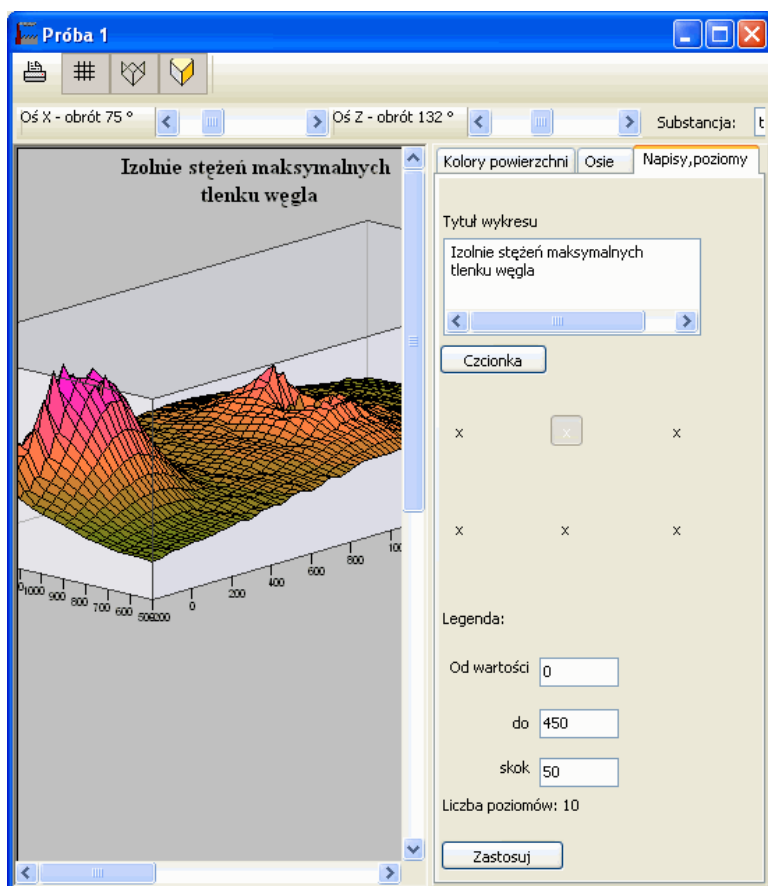 Próba 1
Oś X - obrót 75 °
Oś Z - obrót 132 °
Substancja:
t
Izolnie stężeń maksymalnych
tlenku węgla
1000 900 800 700 600
0 200 400 600 800
Kolory powierzchni
Osie
Napisy,poziomy
Tytuł wykresu
Izolnie stężeń maksymalnych
tlenku węgla
Czcionka
x x x
x x x
Legenda:
Od wartości 0
do 450
skok 50
Liczba poziomów: 10
Zastosuj